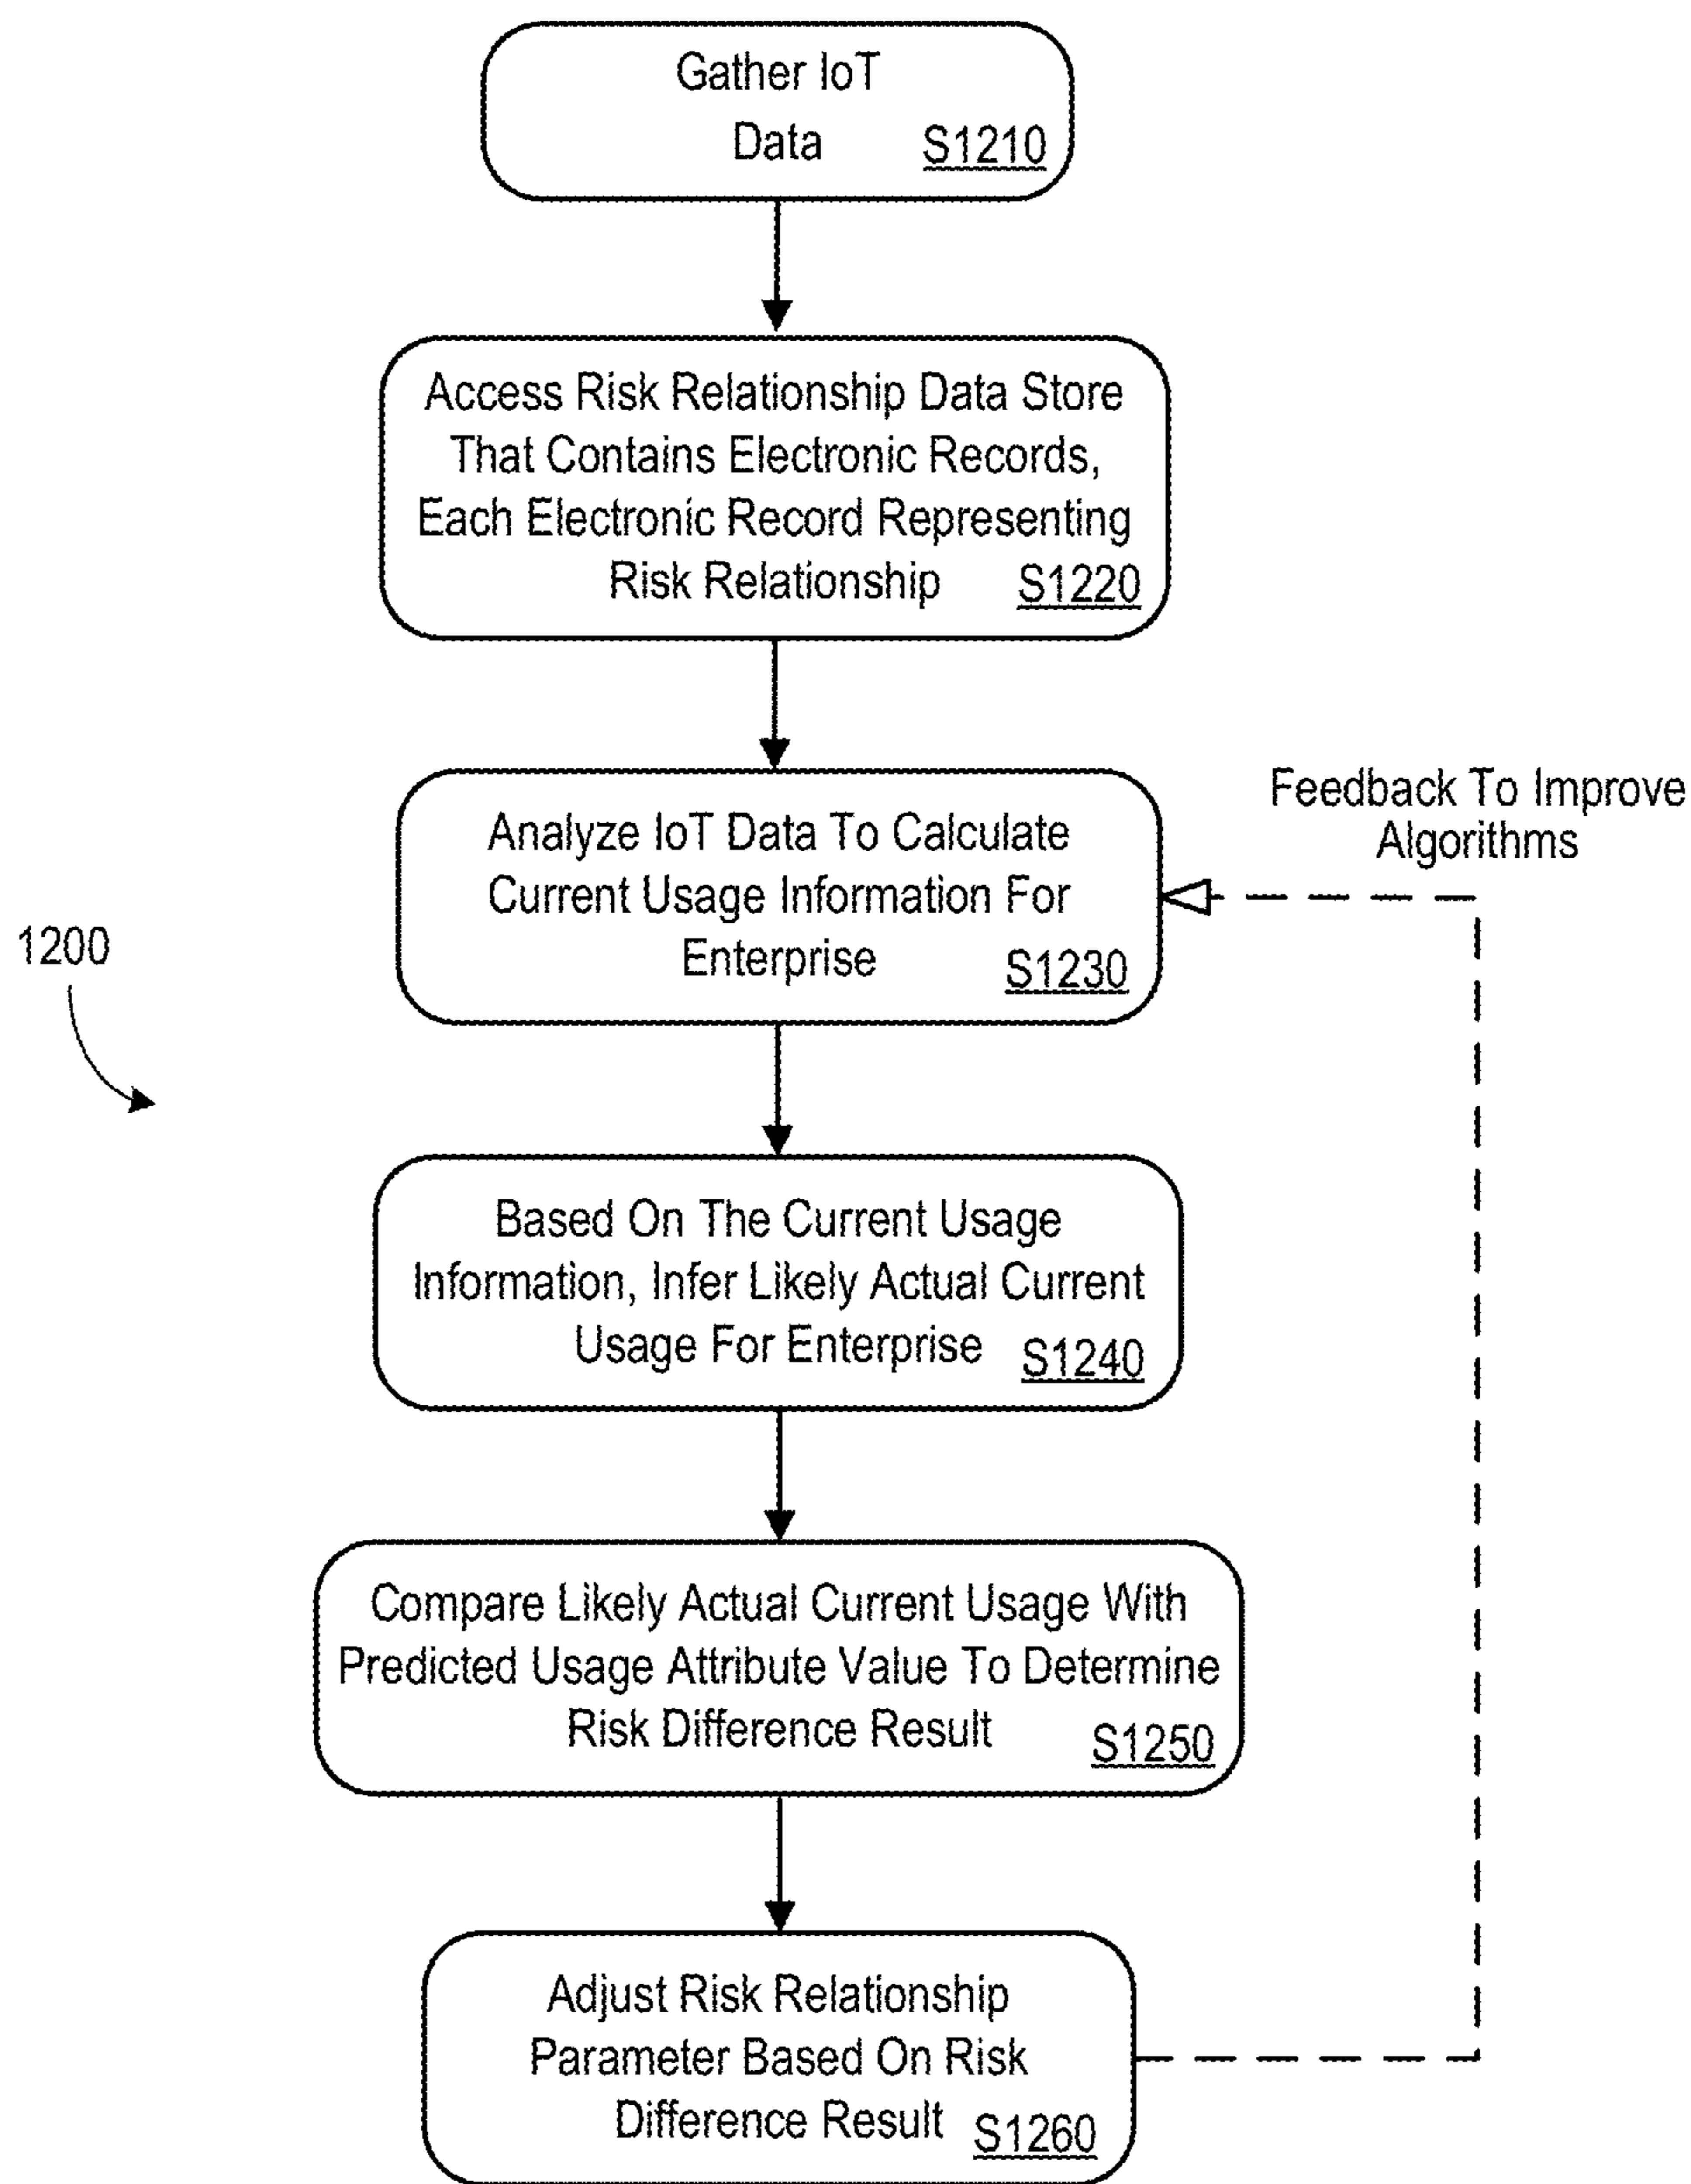 Gather IoT
Data S1210
Access Risk Relationship Data Store
That Contains Electronic Records,
Each Electronic Record Representing
Risk Relationship S1220
Feedback To Improve
Algorithms
Analyze IoT Data To Calculate
Current Usage Information For
Enterprise S1230
1200
Based On The Current Usage
Information, Infer Likely Actual Current
Usage For Enterprise S1240
Compare Likely Actual Current Usage With
Predicted Usage Attribute Value To Determine
Risk Difference Result S1250
Adjust Risk Relationship
Parameter Based On Risk
Difference Result S1260